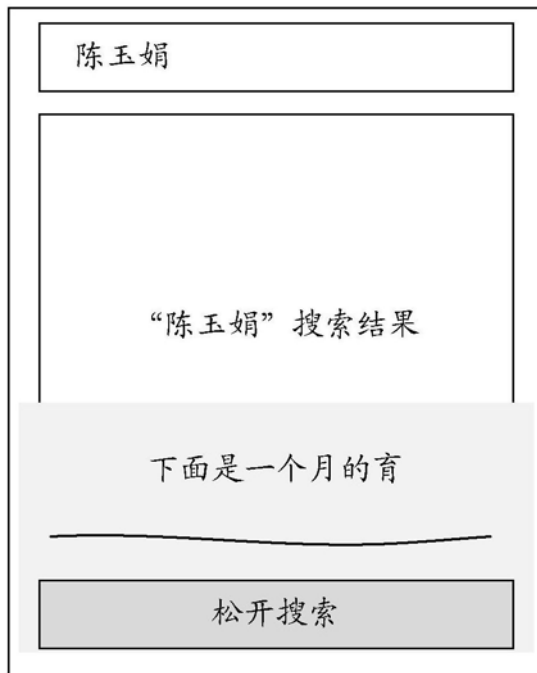 陈玉娟
“陈玉娟”搜索结果
下面是一个月的育
松开搜索